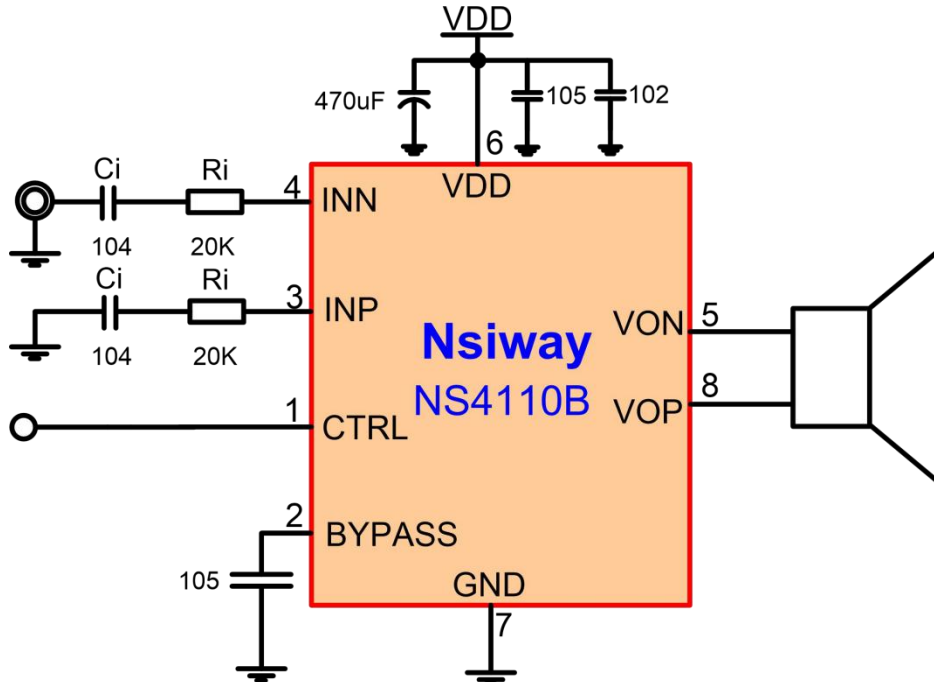 VDD
470uF
105
102
6
VDD
Ci
Ri
4
INN
104
20K
Ci
Ri
3
INP
104
20K
Nsiway
NS4110B
VON
5
VOP
8
1
CTRL
2
BYPASS
105
GND
7